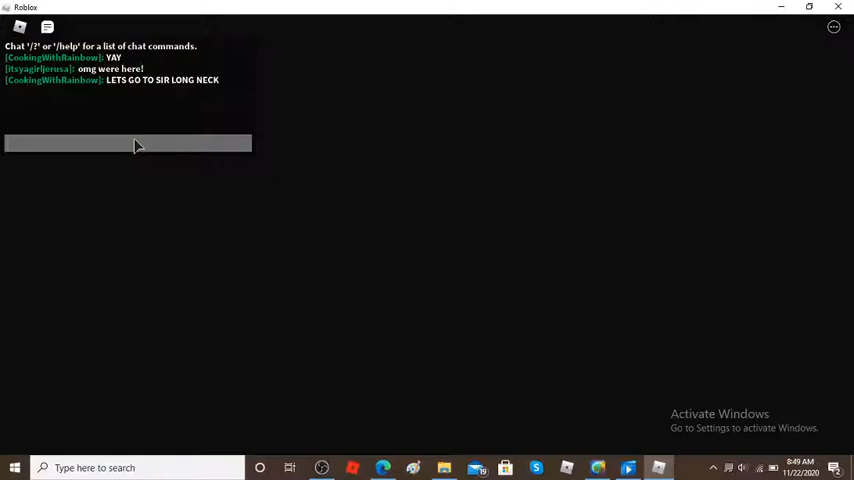 Roblox
Chat '/?' or '/help' for a list of chat commands.
[CookingWithRainbow]: YAY
[itsyagirljerusa]: omg were here!
[CookingWithRainbow]: LETS GO TO SIR LONG NECK
Activate Windows
Go to Settings to activate Windows.
Type here to search
19
8:49 AM
11/22/2020
2